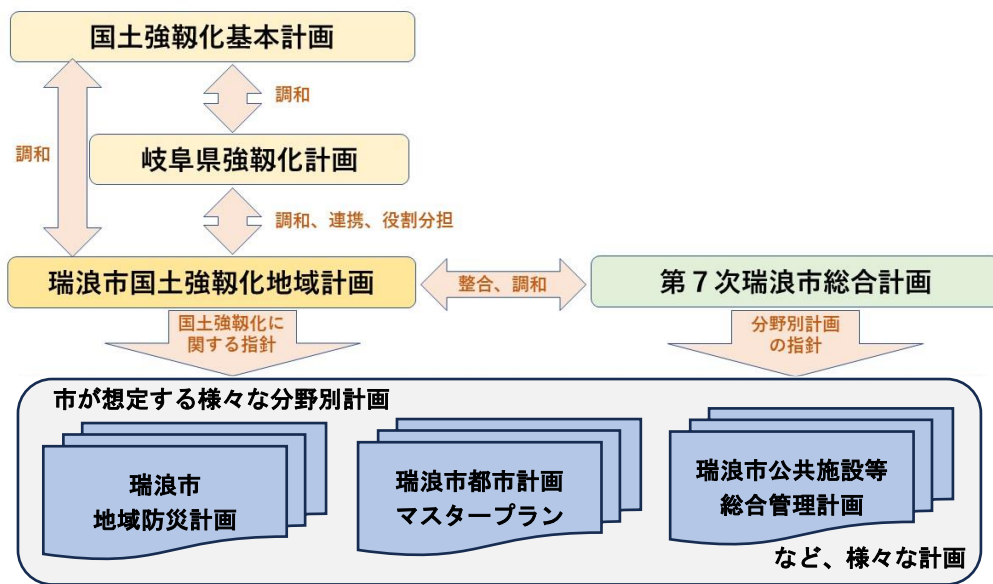 国土強靱化基本計画
調和
調和
岐阜県強靱化計画
調和、連携、役割分担
瑞浪市国土強靱化地域計画
整合、調和
第７次瑞浪市総合計画
国土強靱化に
関する指針
分野別計画
の指針
市が想定する様々な分野別計画
瑞浪市
地域防災計画
瑞浪市都市計画
マスタープラン
瑞浪市公共施設等
総合管理計画
など、様々な計画